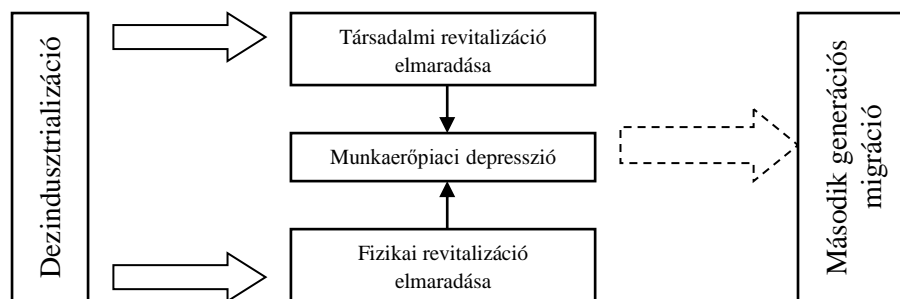 Dezindusztrializáció
Társadalmi revitalizáció
elmaradása
Munkaerőpiaci depresszió
Fizikai revitalizáció
elmaradása
Második generációs
migráció